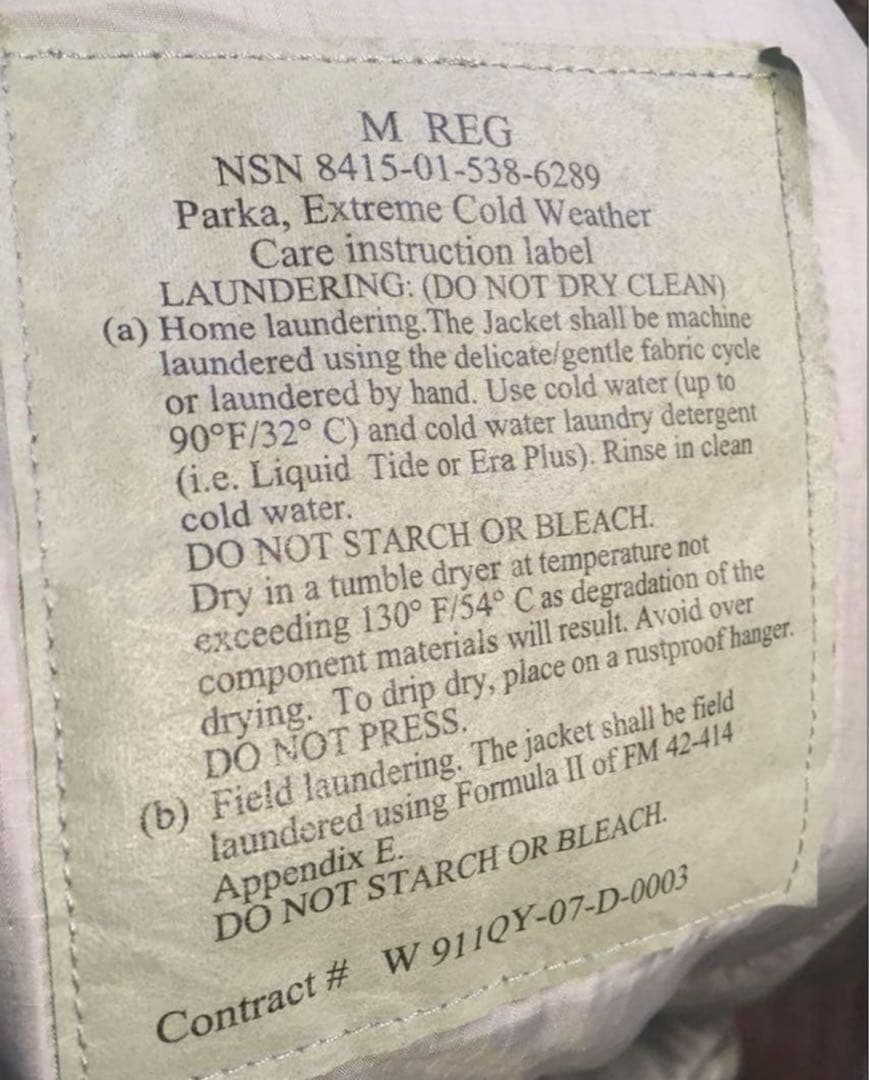 M REG
NSN 8415-01-538-6289
Parka, Extreme Cold Weather
Care instruction label
LAUNDERING: (DO NOT DRY CLEAN)
(a) Home laundering. The Jacket shall be machine
laundered using the delicate/gentle fabric cycle
or laundered by hand. Use cold water (up to
90°F/32° C) and cold water laundry detergent
(i.e. Liquid Tide or Era Plus). Rinse in clean
cold water.
DO NOT STARCH OR BLEACH.
Dry in a tumble dryer at temperature not
exceeding 130° F/54° C as degradation of the
component materials will result. Avoid over
drying. To drip dry, place on a rustproof hanger.
DO NOT PRESS.
(b) Field laundering. The jacket shall be field
laundered using Formula II of FM 42-414
Appendix E.
DO NOT STARCH OR BLEACH.
Contract # W 911QY-07-D-0003